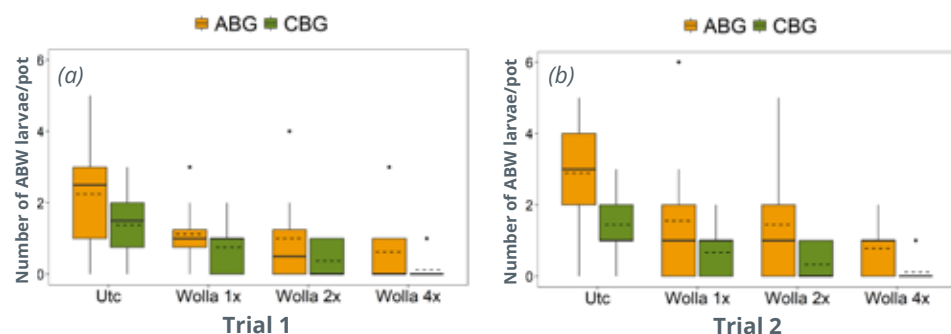 ABG CBG
Number of ABW larvae/pot
(a)
6
4
2
0
Utc Wolla 1x Wolla 2x Wolla 4x
Trial 1
ABG CBG
Number of ABW larvae/pot
(b)
6
4
2
0
Utc Wolla 1x Wolla 2x Wolla 4x
Trial 2